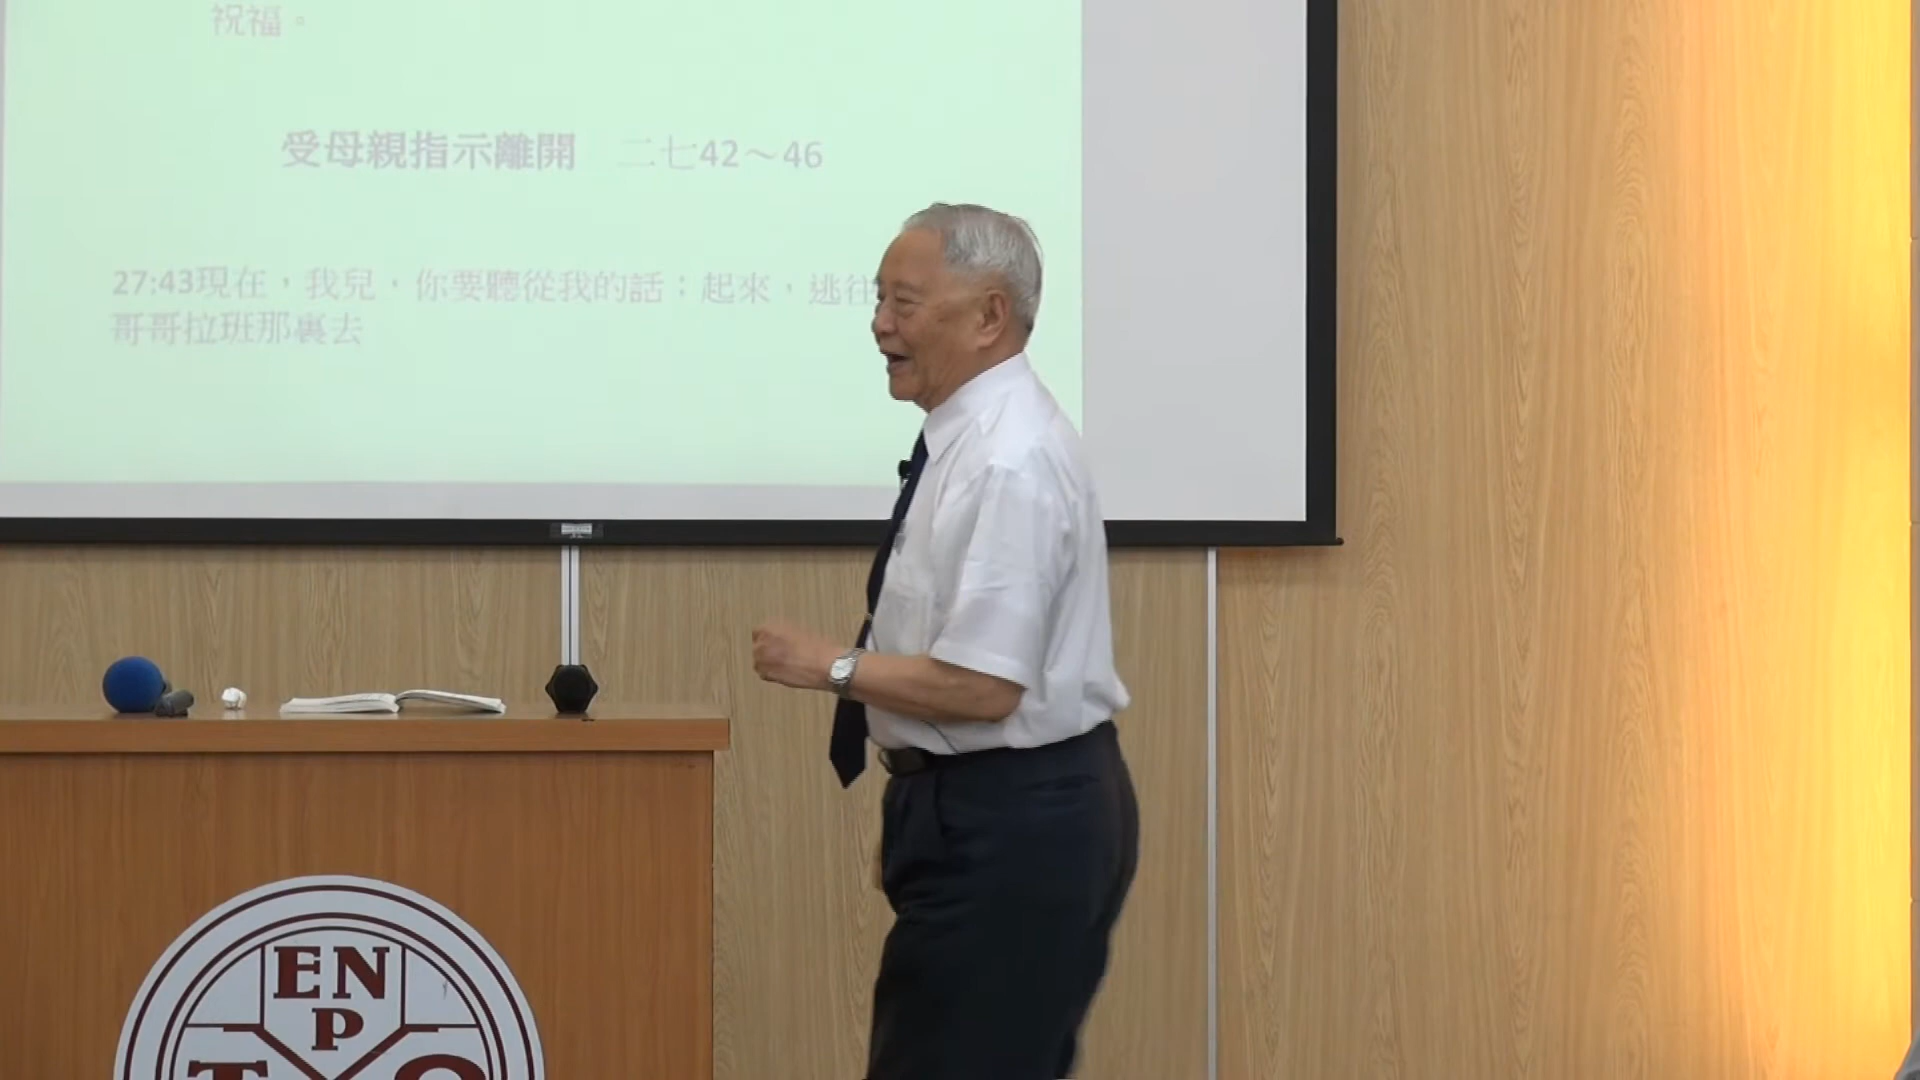 祝福。
受母親指示離開　二七42～46
27:43現在，我兒，你要聽從我的話；起來，逃往
哥哥拉班那裏去
EN
P